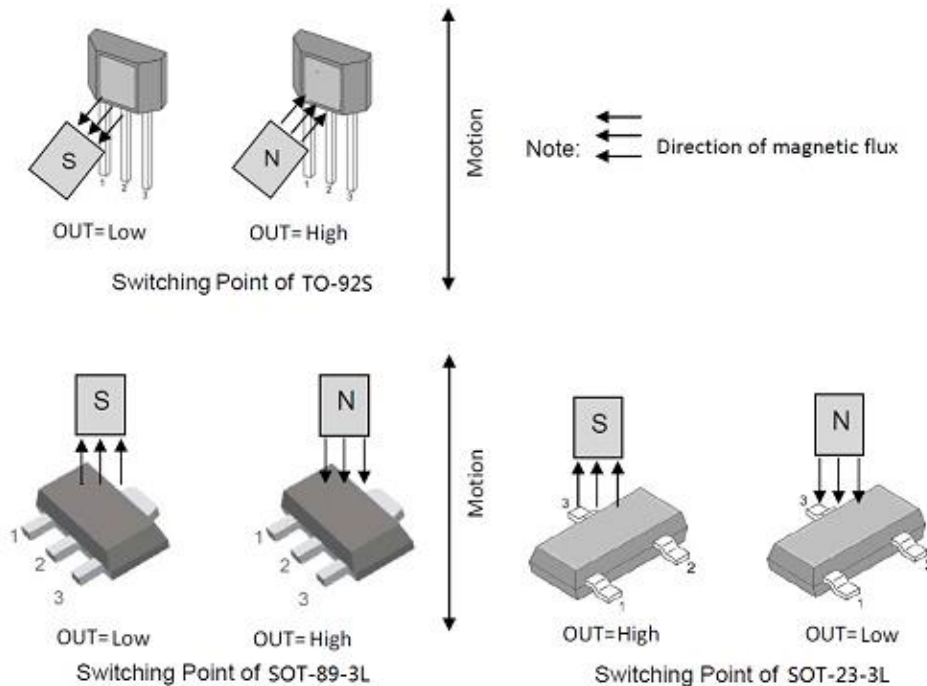 1
2
3
S
OUT=Low
1
2
3
N
OUT=High
Switching Point of TO-92S
Motion
Note:
Direction of magnetic flux
S
1
2
3
OUT=Low
N
1
2
3
OUT=High
Switching Point of SOT-89-3L
Motion
S
3
2
1
OUT=High
N
3
2
1
OUT=Low
Switching Point of SOT-23-3L